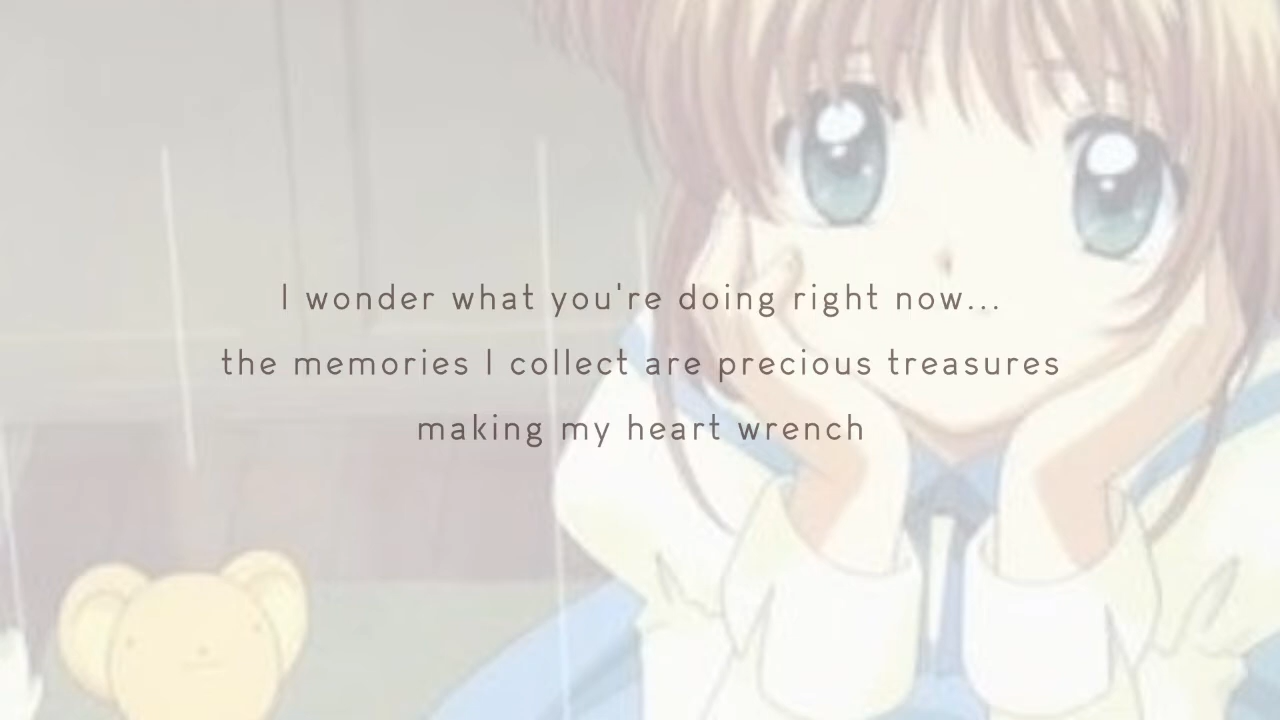 I wonder what you're doing right now...
the memories I collect are precious treasures
making my heart wrench